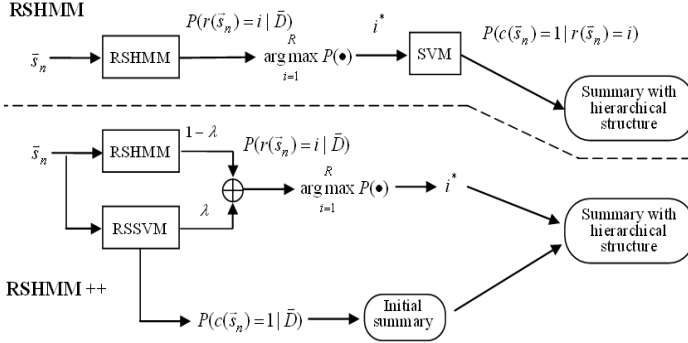 RSHMM
P(r(s⃗ₙ) = i | D̄)
i*
P(c(s⃗ₙ) = 1 | r(s⃗ₙ) = i)
s̄ₙ
RSHMM
R
arg max P(•)
i=1
SVM
Summary with
hierarchical
structure
1 − λ
P(r(s⃗ₙ) = i | D̄)
s̄ₙ
RSHMM
R
arg max P(•)
i=1
i*
Summary with
hierarchical
structure
λ
RSSVM
RSHMM ++
P(c(s⃗ₙ) = 1 | D̄)
Initial
summary